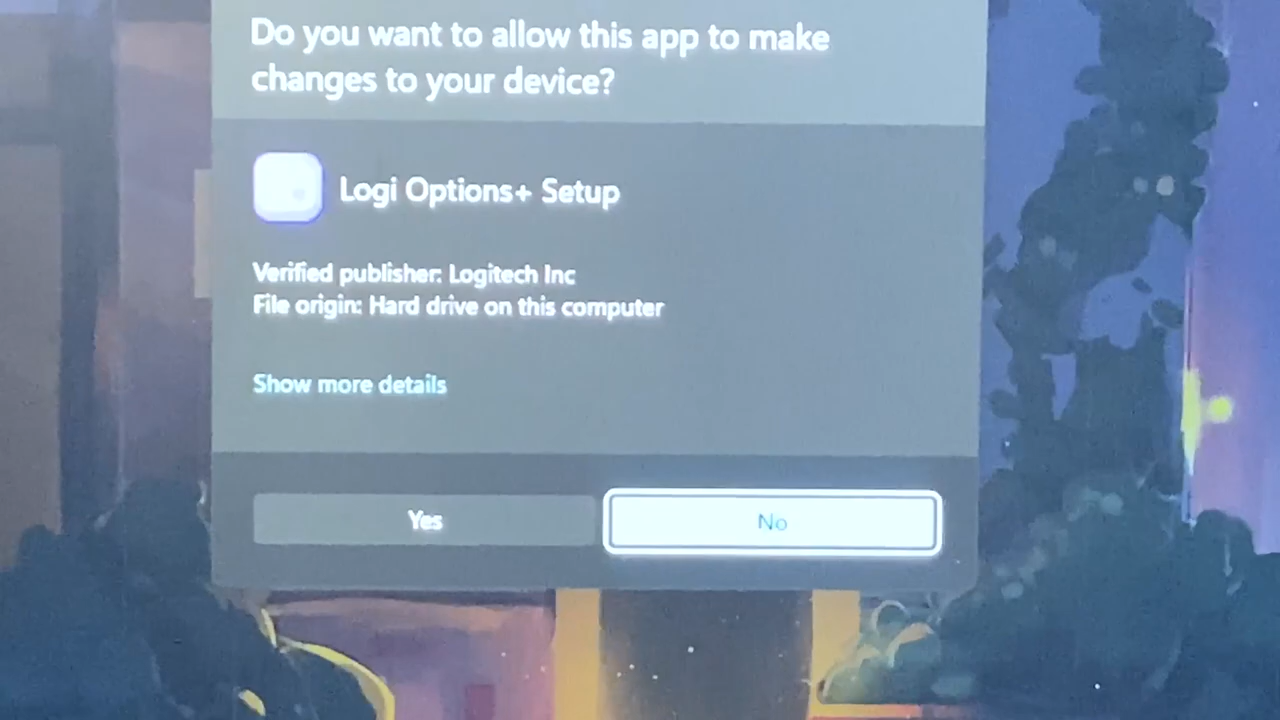 Do you want to allow this app to make
changes to your device?
Logi Options+ Setup
Verified publisher: Logitech Inc
File origin: Hard drive on this computer
Show more details
Yes
No